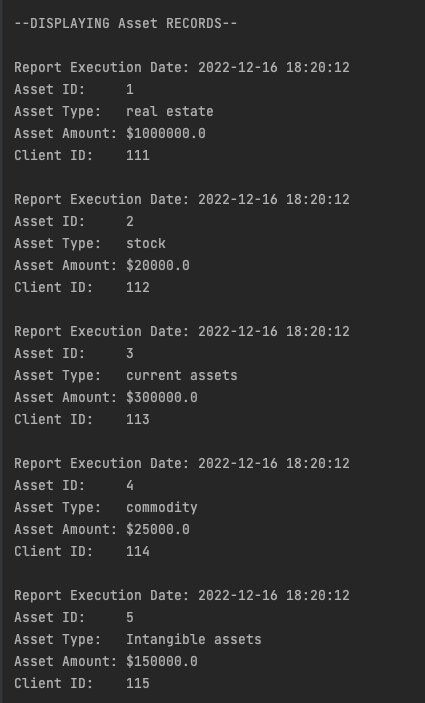 --DISPLAYING Asset RECORDS--
Report Execution Date: 2022-12-16 18:20:12
Asset ID: 1
Asset Type: real estate
Asset Amount: $1000000.0
Client ID: 111
Report Execution Date: 2022-12-16 18:20:12
Asset ID: 2
Asset Type: stock
Asset Amount: $20000.0
Client ID: 112
Report Execution Date: 2022-12-16 18:20:12
Asset ID: 3
Asset Type: current assets
Asset Amount: $300000.0
Client ID: 113
Report Execution Date: 2022-12-16 18:20:12
Asset ID: 4
Asset Type: commodity
Asset Amount: $25000.0
Client ID: 114
Report Execution Date: 2022-12-16 18:20:12
Asset ID: 5
Asset Type: Intangible assets
Asset Amount: $150000.0
Client ID: 115